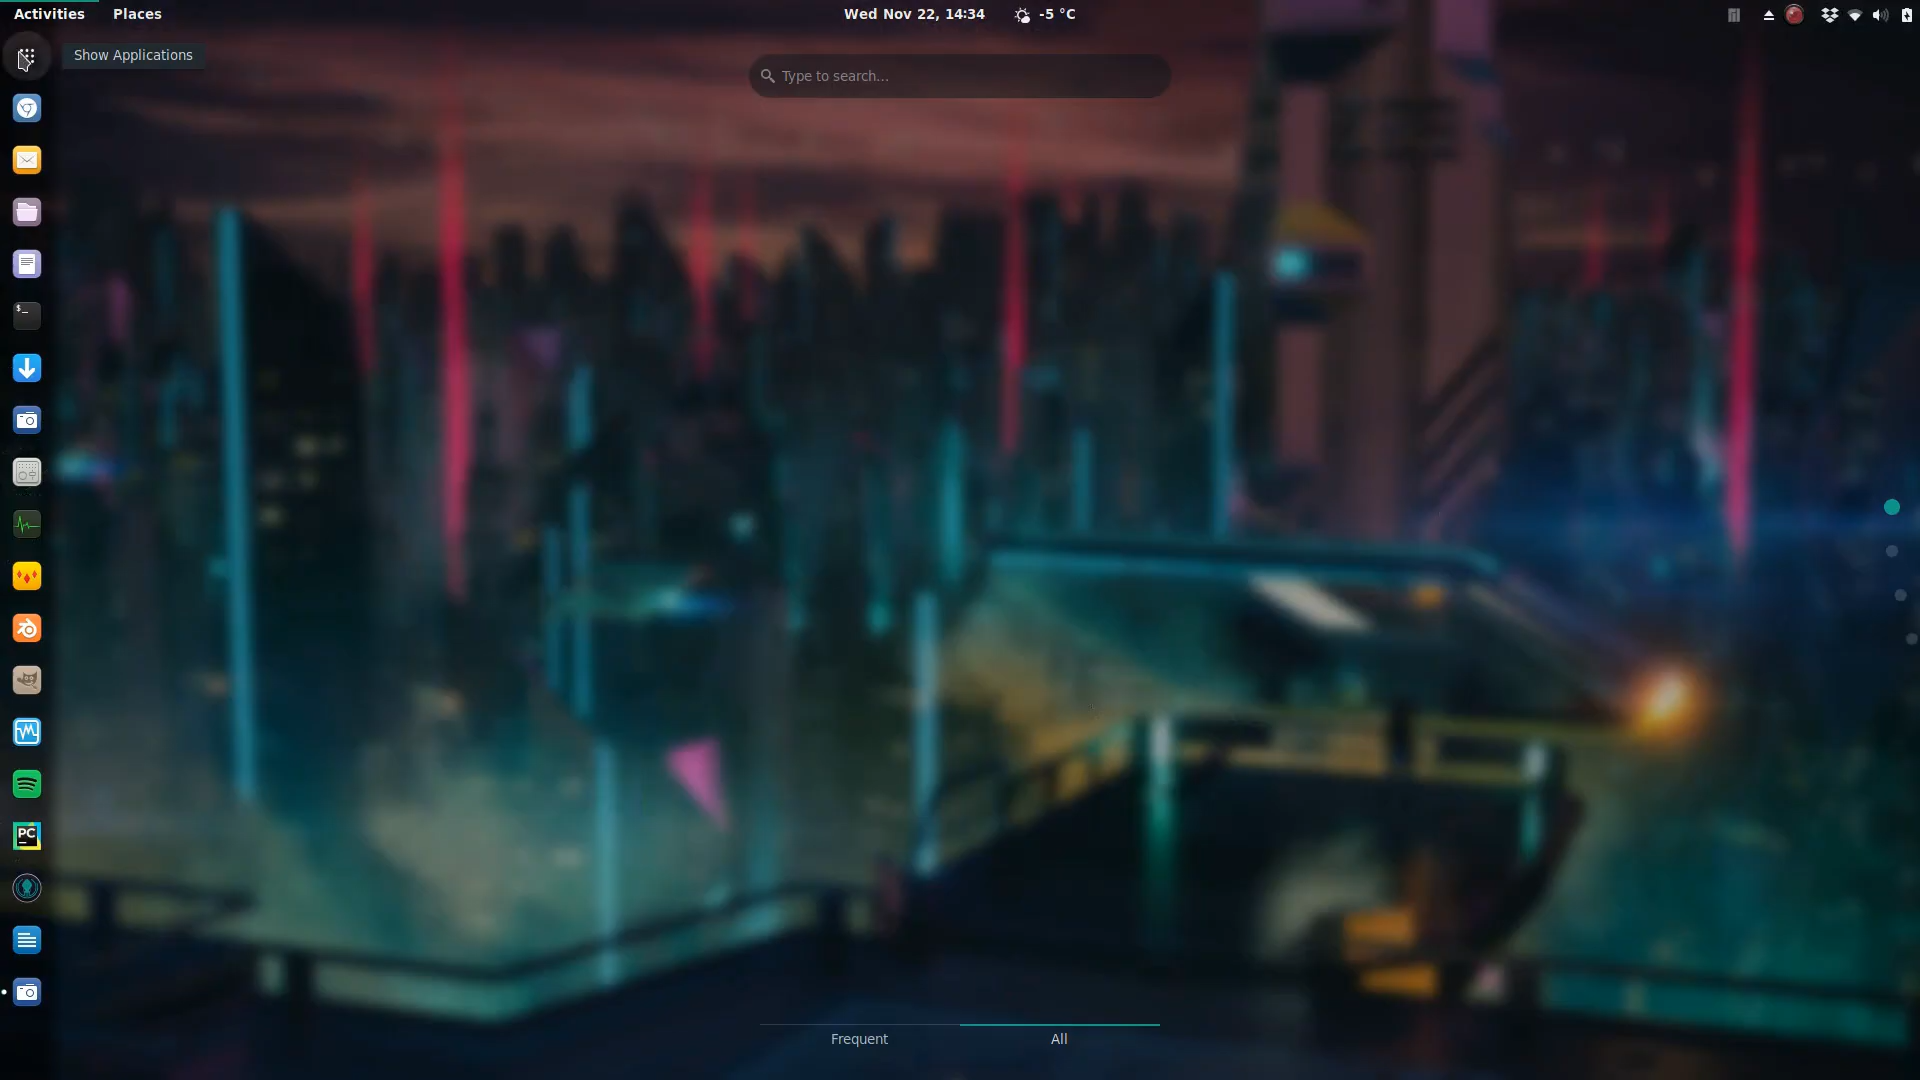 Activities Places Wed Nov 22, 14:34 -5 °C
Show Applications
Type to search...
$_
PC
Frequent All